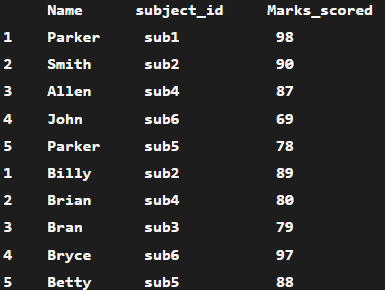 Name subject_id Marks_scored
1 Parker sub1 98
2 Smith sub2 90
3 Allen sub4 87
4 John sub6 69
5 Parker sub5 78
1 Billy sub2 89
2 Brian sub4 80
3 Bran sub3 79
4 Bryce sub6 97
5 Betty sub5 88